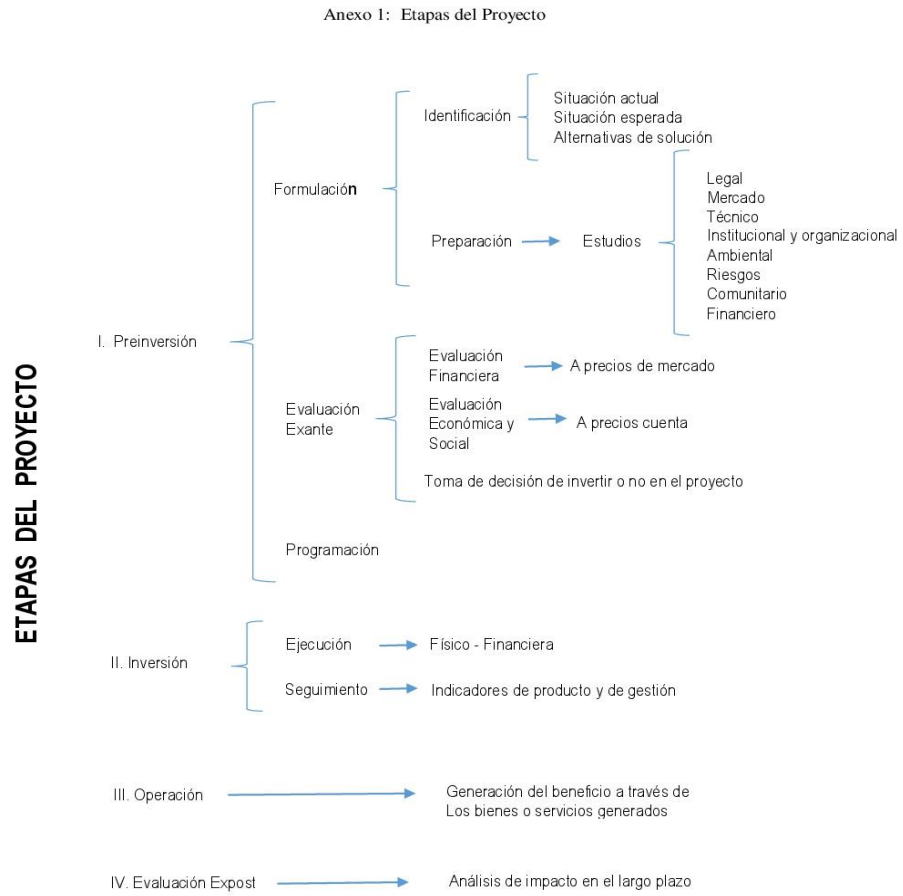 Anexo 1: Etapas del Proyecto
ETAPAS DEL PROYECTO
I. Preinversión
Formulación
Identificación
Situación actual
Situación esperada
Alternativas de solución
Preparación
Estudios
Legal
Mercado
Técnico
Institucional y organizacional
Ambiental
Riesgos
Comunitario
Financiero
Evaluación
Exante
Evaluación
Financiera
A precios de mercado
Evaluación
Económica y
Social
A precios cuenta
Toma de decisión de invertir o no en el proyecto
Programación
II. Inversión
Ejecución
Físico - Financiera
Seguimiento
Indicadores de producto y de gestión
III. Operación
Generación del beneficio a través de
Los bienes o servicios generados
IV. Evaluación Expost
Análisis de impacto en el largo plazo